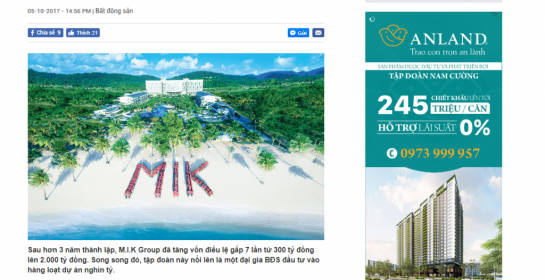 05-10-2017 - 14:56 PM | Bất động sản
Chia sẻ 9
Thích 21
Gửi
MIK
Sau hơn 3 năm thành lập, M.I.K Group đã tăng vốn điều lệ gấp 7 lần từ 300 tỷ đồng
lên 2.000 tỷ đồng. Song song đó, tập đoàn này nổi lên là một đại gia BĐS đầu tư vào
hàng loạt dự án nghìn tỷ.
ANLAND
Trao con trọn an lành
SẢN PHẨM ĐƯỢC ĐẦU TƯ VÀ PHÁT TRIỂN BỞI
TẬP ĐOÀN NAM CƯỜNG
245 CHIẾT KHẤU LÊN TỚI
TRIỆU / CĂN
HỖ TRỢ LÃI SUẤT 0%
0973 999 957